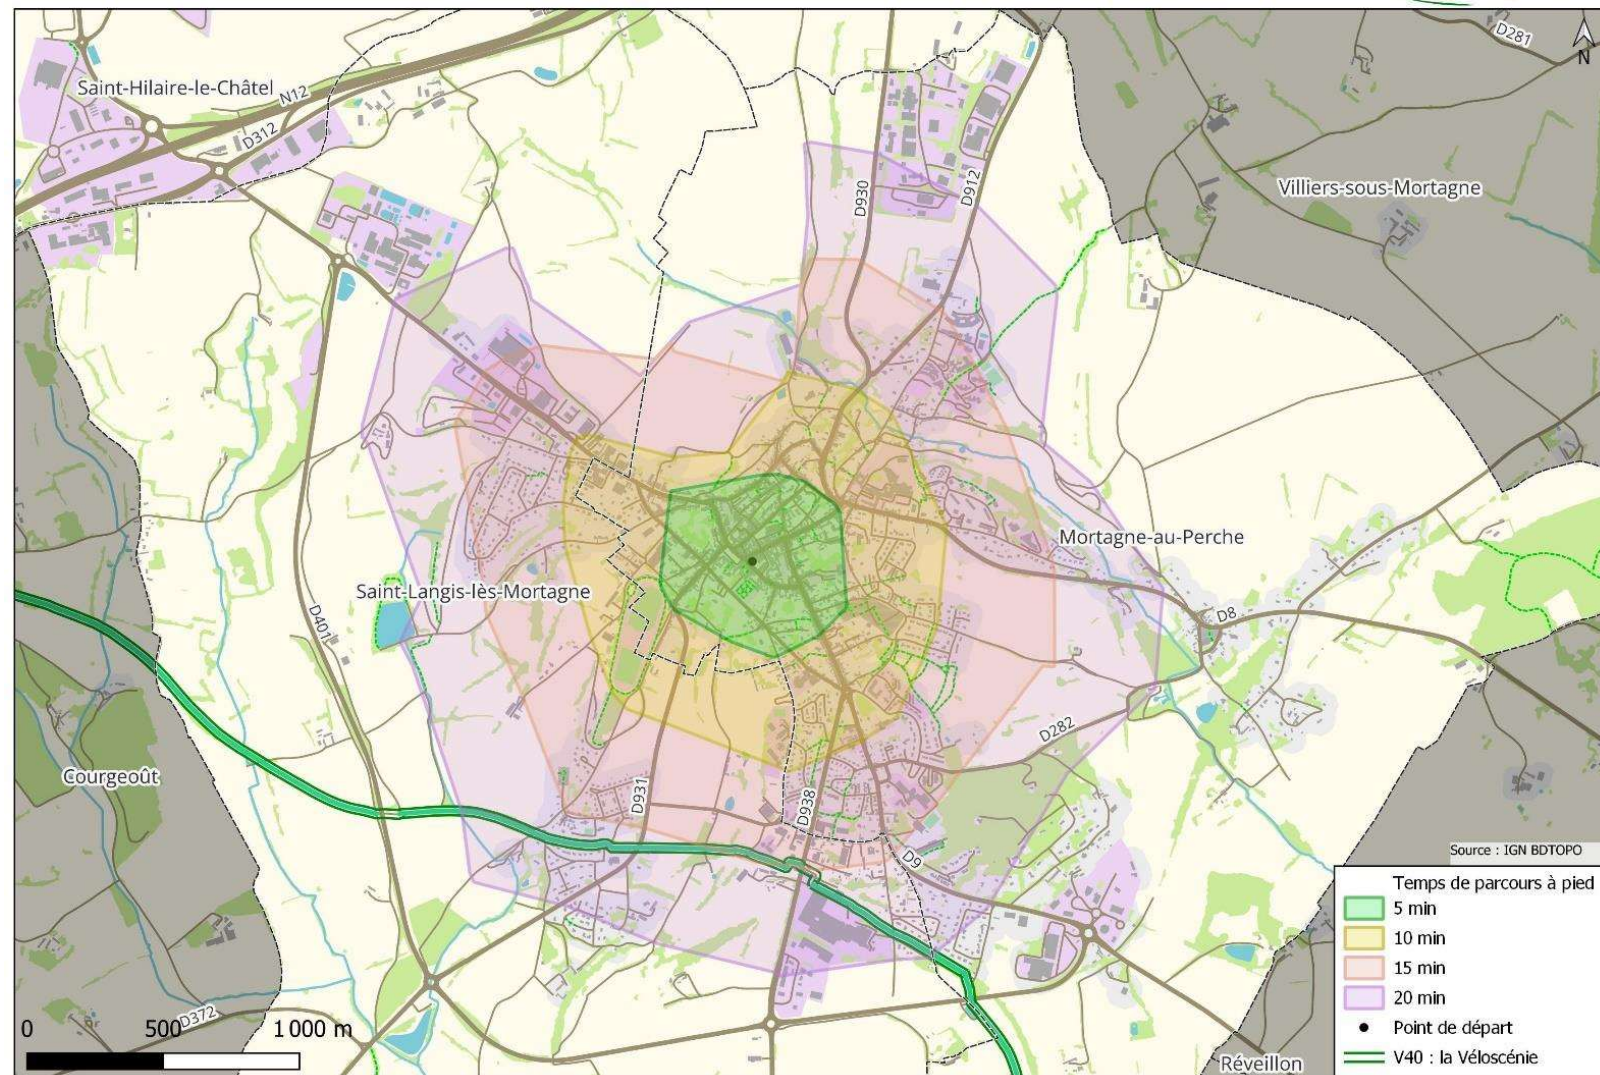 D281
N
Saint-Hilaire-le-Châtel
N12
D312
Villiers-sous-Mortagne
D930
D912
Mortagne-au-Perche
Saint-Langis-lès-Mortagne
D401
D8
D282
Courgeoût
D931
D938
D9
D372
0 500 1 000 m
Réveillon
Source : IGN BDTOPO
Temps de parcours à pied
5 min
10 min
15 min
20 min
Point de départ
V40 : la Véloscénie